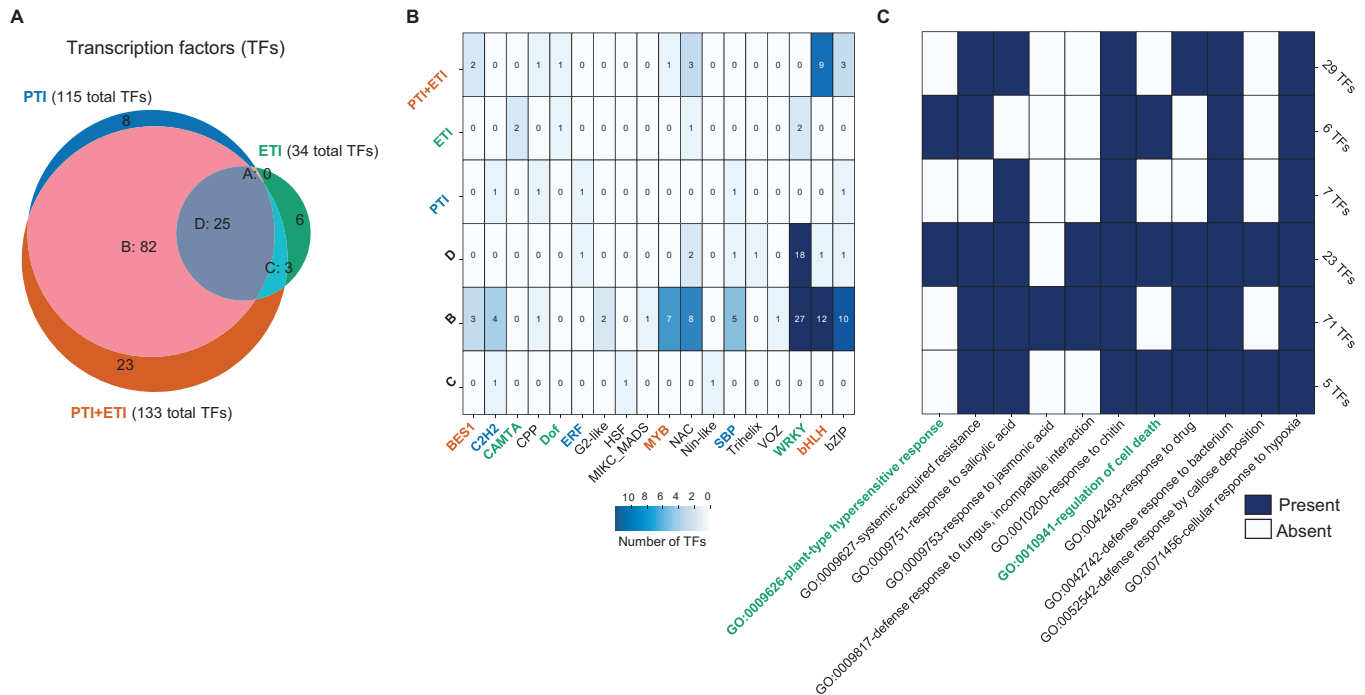 A
Transcription factors (TFs)
PTI (115 total TFs)
8
ETI (34 total TFs)
A: 0
6
D: 25
B: 82
C: 3
23
PTI+ETI (133 total TFs)
B
PTI+ETI 2 0 0 1 1 0 0 0 0 1 3 0 0 0 0 0 9 3
ETI 0 0 2 0 1 0 0 0 0 0 1 0 0 0 0 2 0 0
PTI 0 1 0 1 0 1 0 0 0 0 0 0 1 0 0 0 0 1
D 0 0 0 0 0 1 0 0 0 0 2 0 1 1 0 18 1 1
B 3 4 0 1 0 0 2 0 1 7 8 0 5 0 1 27 12 10
C 0 1 0 0 0 0 0 1 0 0 0 1 0 0 0 0 0 0
BES1
C2H2
CAMTA
CPP
Dof
ERF
G2-like
HSF
MIKC_MADS
MYB
NAC
Nin-like
SBP
Trihelix
VOZ
WRKY
bHLH
bZIP
10 8 6 4 2 0
Number of TFs
C
29 TFs
6 TFs
7 TFs
23 TFs
71 TFs
5 TFs
GO:0009626-plant-type hypersensitive response
GO:0009627-systemic acquired resistance
GO:0009751-response to salicylic acid
GO:0009753-response to jasmonic acid
GO:0009817-defense response to fungus, incompatible interaction
GO:0010200-response to chitin
GO:0010941-regulation of cell death
GO:0042493-response to drug
GO:0042742-defense response to bacterium
GO:0052542-defense response by callose deposition
GO:0071456-cellular response to hypoxia
Present
Absent